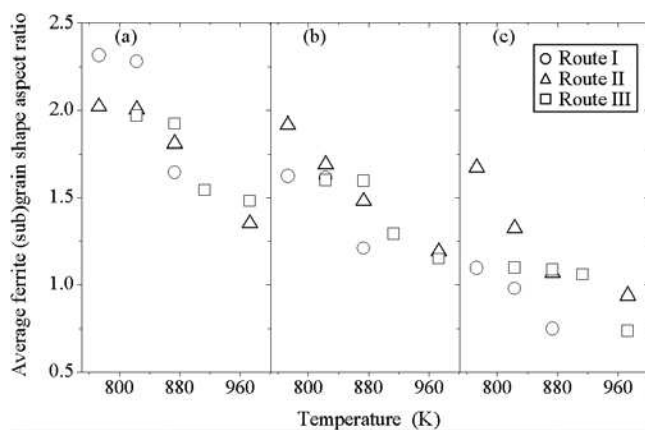 Average ferrite (sub)grain shape aspect ratio
2.5
2.0
1.5
1.0
0.5
(a)
(b)
(c)
Route I
Route II
Route III
800 880 960 800 880 960 800 880 960
Temperature (K)